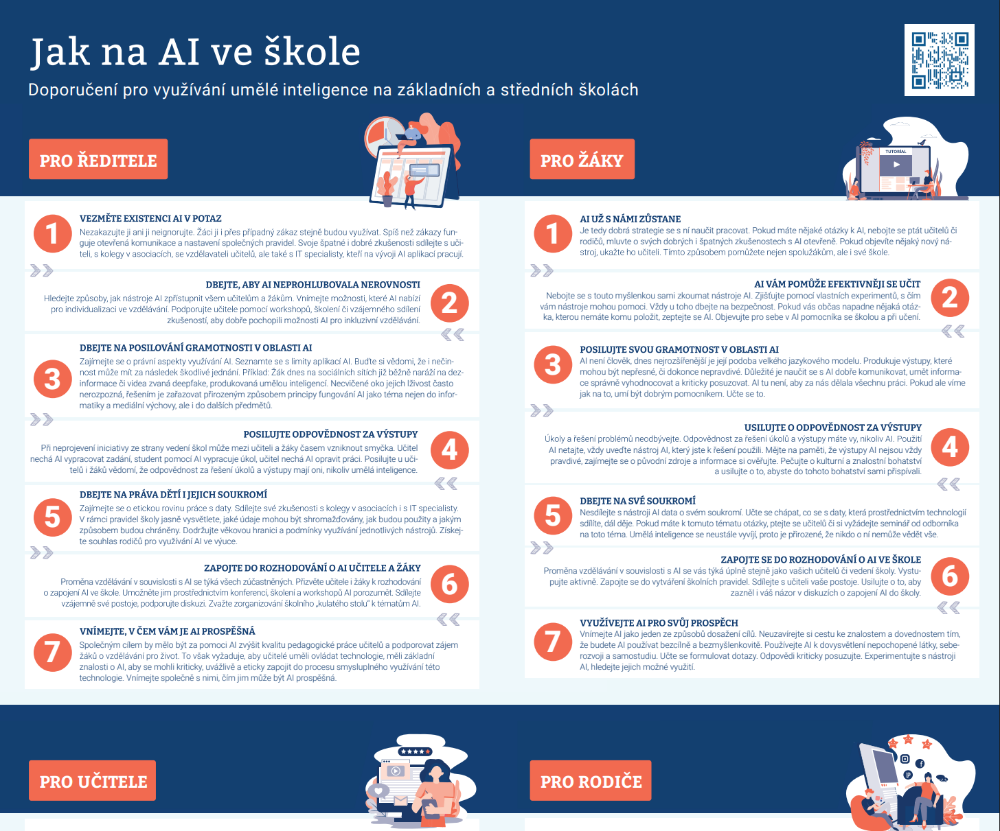 Jak na AI ve škole
Doporučení pro využívání umělé inteligence na základních a středních školách
PRO ŘEDITELE
1
VEZMĚTE EXISTENCI AI V POTAZ
Nezakazujte ji ani ji neignorujte. Žáci ji i přes případný zákaz stejně budou využívat. Spíš než zákazy fun-
guje otevřená komunikace a nastavení společných pravidel. Svoje špatné i dobré zkušenosti sdílejte s uči-
teli, s kolegy v asociacích, se vzdělavateli učitelů, ale také s IT specialisty, kteří na vývoji AI aplikací pracují.
DBEJTE, ABY AI NEPROHLUBOVALA NEROVNOSTI
2
Hledejte způsoby, jak nástroje AI zpřístupnit všem učitelům a žákům. Vnímejte možnosti, které AI nabízí
pro individualizaci ve vzdělávání. Podporujte učitele pomocí workshopů, školení či vzájemného sdílení
zkušeností, aby dobře pochopili možnosti AI pro inkluzivní vzdělávání.
3
DBEJTE NA POSILOVÁNÍ GRAMOTNOSTI V OBLASTI AI
Zajímejte se o právní aspekty využívání AI. Seznamte se s limity aplikací AI. Buďte si vědomi, že i nečin-
nost může mít za následek škodlivé jednání. Příklad: Žák dnes na sociálních sítích již běžně naráží na dez-
informace či videa zvaná deepfake, produkovaná umělou inteligencí. Necvičené oko jejich lživost často
nerozpozná, řešením je zařazovat přirozeným způsobem principy fungování AI jako téma nejen do infor-
matiky a mediální výchovy, ale i do dalších předmětů.
POSILUJTE ODPOVĚDNOST ZA VÝSTUPY
4
Při neprojevení iniciativy ze strany vedení škol může mezi učiteli a žáky časem vzniknout smyčka. Učitel
nechá AI vypracovat zadání, student pomocí AI vypracuje úkol, učitel nechá AI opravit práci. Posilujte u uči-
telů i žáků vědomí, že odpovědnost za řešení úkolů a výstupy mají oni, nikoliv umělá inteligence.
5
DBEJTE NA PRÁVA DĚTÍ I JEJICH SOUKROMÍ
Zajímejte se o etickou rovinu práce s daty. Sdílejte své zkušenosti s kolegy v asociacích i s IT specialisty.
V rámci pravidel školy jasně vysvětlete, jaké údaje mohou být shromažďovány, jak budou použity a jakým
způsobem budou chráněny. Dodržujte věkovou hranici a podmínky využívání jednotlivých nástrojů. Získej-
te souhlas rodičů pro využívání AI ve výuce.
ZAPOJTE DO ROZHODOVÁNÍ O AI UČITELE A ŽÁKY
6
Proměna vzdělávání v souvislosti s AI se týká všech zúčastněných. Přizvěte učitele i žáky k rozhodování
o zapojení AI ve škole. Umožněte jim prostřednictvím konferencí, školení a workshopů AI porozumět. Sdílejte
vzájemně své postoje, podporujte diskuzi. Zvažte zorganizování školního „kulatého stolu“ k tématům AI.
7
VNÍMEJTE, V ČEM VÁM JE AI PROSPĚŠNÁ
Společným cílem by mělo být za pomoci AI zvýšit kvalitu pedagogické práce učitelů a podporovat zájem
žáků o vzdělávání pro život. To však vyžaduje, aby učitelé uměli ovládat technologie, měli základní
znalosti o AI, aby se mohli kriticky, uvážlivě a eticky zapojit do procesu smysluplného využívání této
technologie. Vnímejte společně s nimi, čím jim může být AI prospěšná.
PRO ŽÁKY
TUTORIAL
1
AI UŽ S NÁMI ZŮSTANE
Je tedy dobrá strategie se s ní naučit pracovat. Pokud máte nějaké otázky k AI, nebojte se ptát učitelů či
rodičů, mluvte o svých dobrých i špatných zkušenostech s AI otevřeně. Pokud objevíte nějaký nový ná-
stroj, ukažte ho učiteli. Tímto způsobem pomůžete nejen spolužákům, ale i své škole.
AI VÁM POMŮŽE EFEKTIVNĚJI SE UČIT
2
Nebojte se s touto myšlenkou sami zkoumat nástroje AI. Zjišťujte pomocí vlastních experimentů, s čím
vám nástroje mohou pomoci. Vždy u toho dbejte na bezpečnost. Pokud vás občas napadne nějaká otáz-
ka, kterou nemáte komu položit, zeptejte se AI. Objevujte pro sebe v AI pomocníka se školou a při učení.
3
POSILUJTE SVOU GRAMOTNOST V OBLASTI AI
AI není člověk, dnes nejrozšířenější je její podoba velkého jazykového modelu. Produkuje výstupy, které
mohou být nepřesné, či dokonce nepravdivé. Důležité je naučit se s AI dobře komunikovat, umět informa-
ce správně vyhodnocovat a kriticky posuzovat. AI tu není, aby za nás dělala všechnu práci. Pokud ale víme
jak na to, umí být dobrým pomocníkem. Učte se to.
USILUJTE O ODPOVĚDNOST ZA VÝSTUPY
4
Úkoly a řešení problémů neodbývejte. Odpovědnost za řešení úkolů a výstupy máte vy, nikoliv AI. Použití
AI netajte, vždy uveďte nástroj AI, který jste k řešení použili. Mějte na paměti, že výstupy AI nejsou vždy
pravdivé, zajímejte se o původní zdroje a informace si ověřujte. Pečujte o kulturní a znalostní bohatství
a usilujte o to, abyste do tohoto bohatství sami přispívali.
5
DBEJTE NA SVÉ SOUKROMÍ
Nesdílejte s nástroji AI data o svém soukromí. Učte se chápat, co se s daty, která prostřednictvím technologií
sdílíte, dál děje. Pokud máte k tomuto tématu otázky, ptejte se učitelů či si vyžádejte seminář od odborníka
na toto téma. Umělá inteligence se neustále vyvíjí, proto je přirozené, že nikdo o ní nemůže vědět vše.
ZAPOJTE SE DO ROZHODOVÁNÍ O AI VE ŠKOLE
6
Proměna vzdělávání v souvislosti s AI se vás týká úplně stejně jako vašich učitelů či vedení školy. Vystu-
pujte aktivně. Zapojte se do vytváření školních pravidel. Sdílejte s učiteli vaše postoje. Usilujte o to, aby
zazněl i váš názor v diskuzích o zapojení AI do školy.
7
VYUŽÍVEJTE AI PRO SVŮJ PROSPĚCH
Vnímejte AI jako jeden ze způsobů dosažení cílů. Neuzavírejte si cestu ke znalostem a dovednostem tím,
že budete AI používat bezcílně a bezmyšlenkovitě. Používejte AI k dovysvětlení nepochopené látky, sebe-
rozvoji a samostudiu. Učte se formulovat dotazy. Odpovědi kriticky posuzujte. Experimentujte s nástroji
AI, hledejte jejich možné využití.
PRO UČITELE
PRO RODIČE